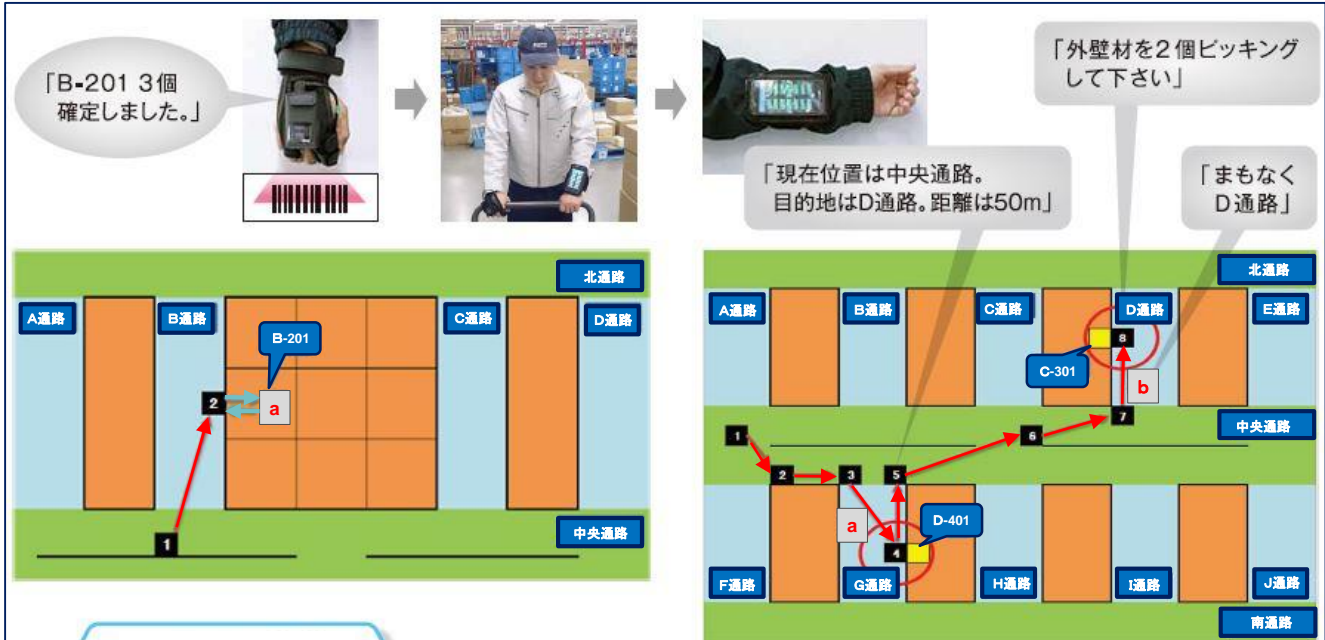 「B-201 3個
確定しました。」
「外壁材を2個ピッキング
して下さい」
「現在位置は中央通路。
目的地はD通路。距離は50m」
「まもなく
D通路」
北通路
A通路
B通路
C通路
D通路
B-201
2
a
1
中央通路
北通路
A通路
B通路
C通路
D通路
E通路
8
C-301
b
7
中央通路
1
6
2
3
5
a
D-401
4
F通路
G通路
H通路
I通路
J通路
南通路